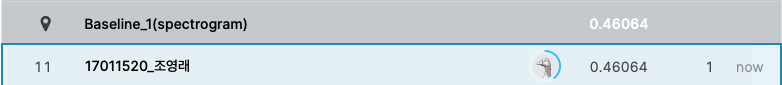 Baseline_1(spectrogram) 0.46064
11 17011520_조영래 0.46064 1 now